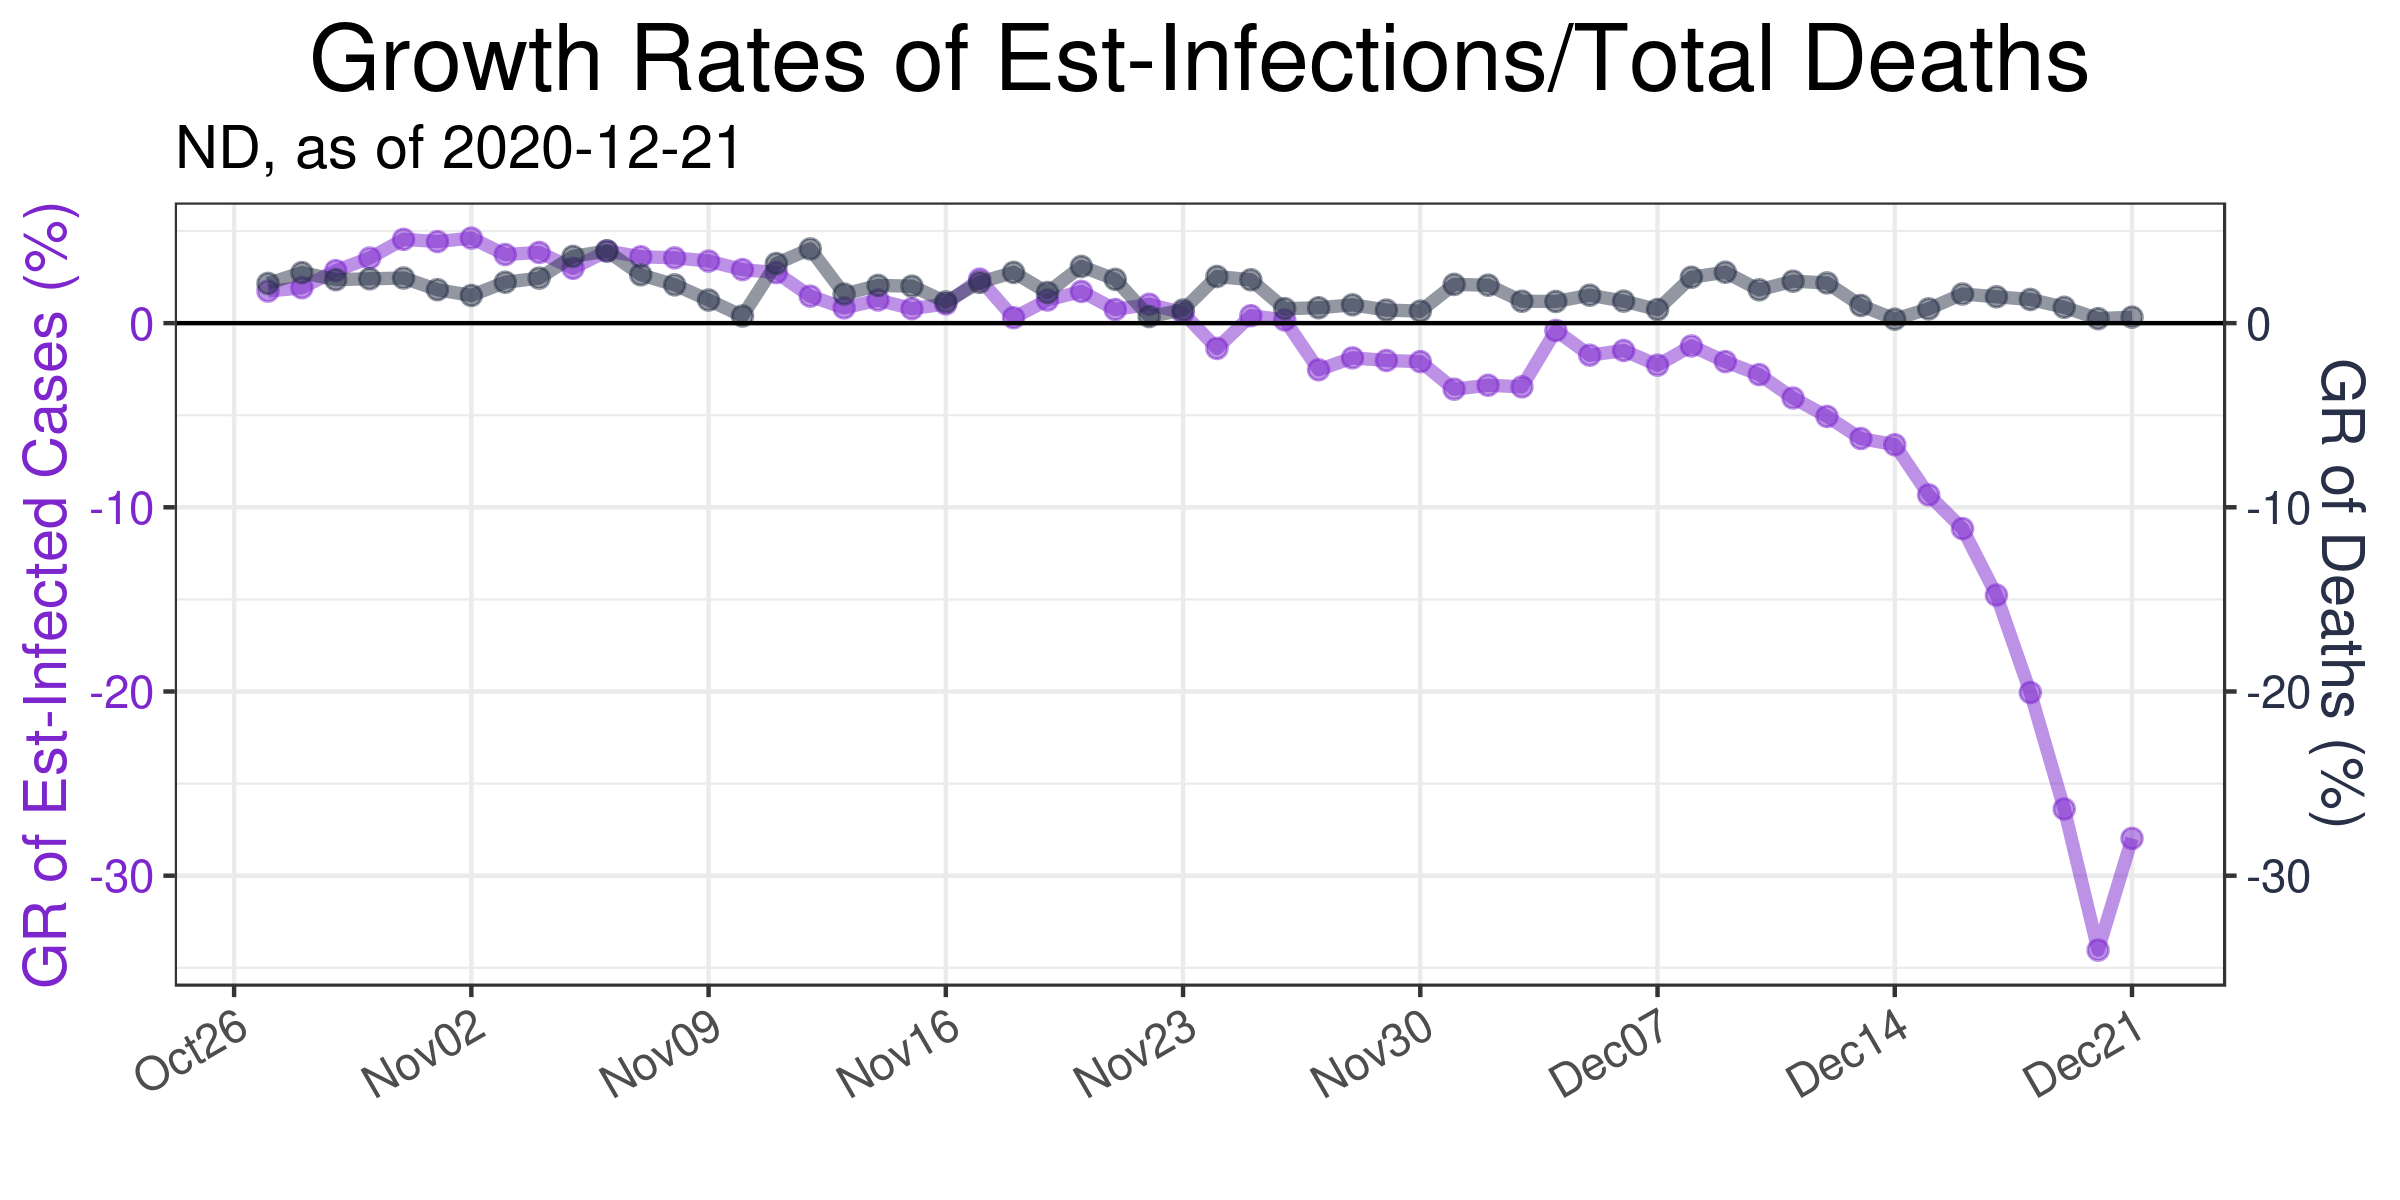 Growth Rates of Est-Infections/Total Deaths
ND, as of 2020-12-21
GR of Est-Infected Cases (%)
0
-10
-20
-30
0
-10
-20
-30
GR of Deaths (%)
Oct26
Nov02
Nov09
Nov16
Nov23
Nov30
Dec07
Dec14
Dec21